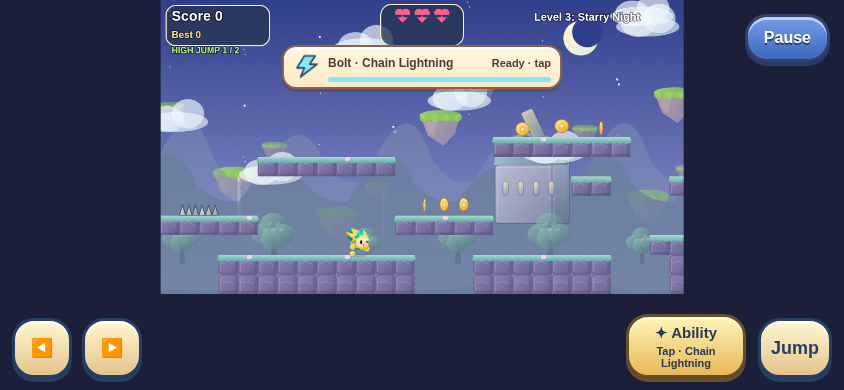 Score 0
Best 0
HIGH JUMP 1 / 2
Level 3: Starry Night
Bolt · Chain Lightning
Ready · tap
Pause
✦ Ability
Tap · Chain
Lightning
Jump